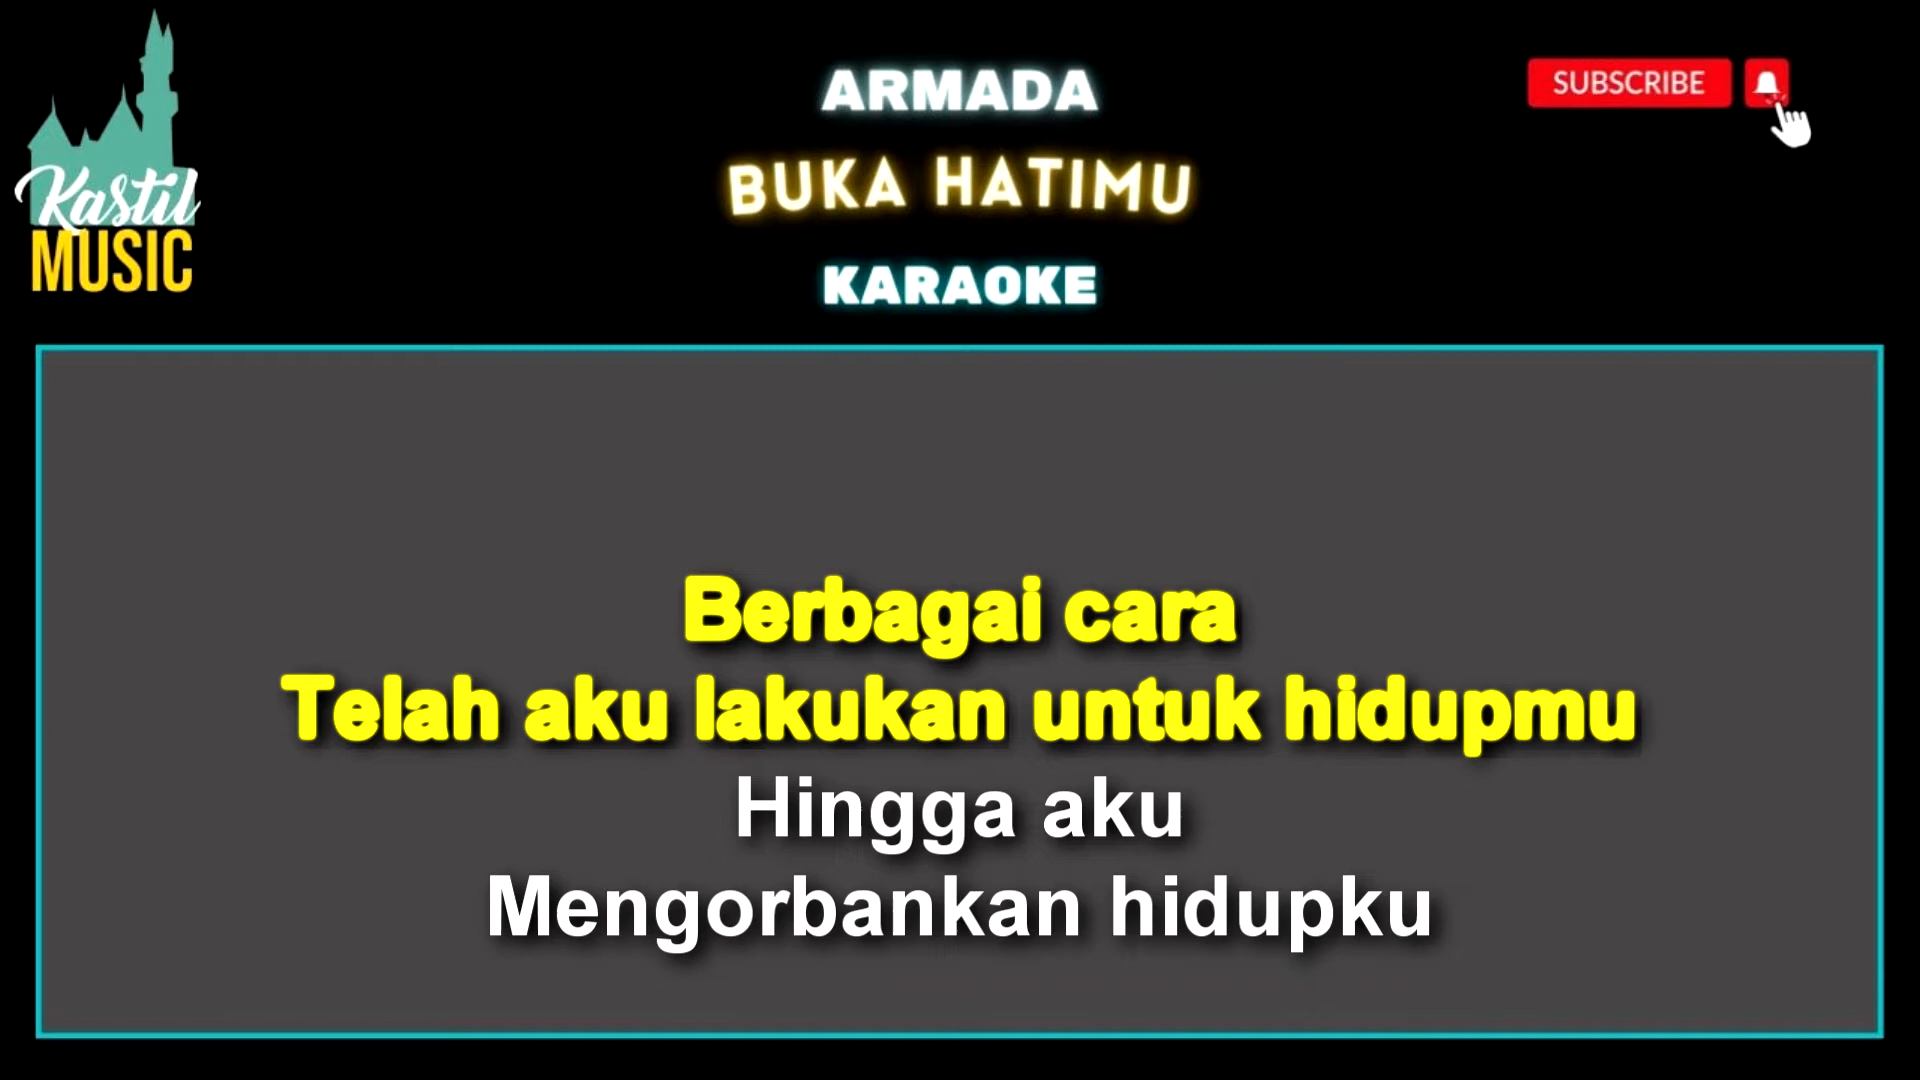 Kastil
MUSIC
ARMADA
BUKA HATIMU
KARAOKE
SUBSCRIBE
Berbagai cara
Telah aku lakukan untuk hidupmu
Hingga aku
Mengorbankan hidupku